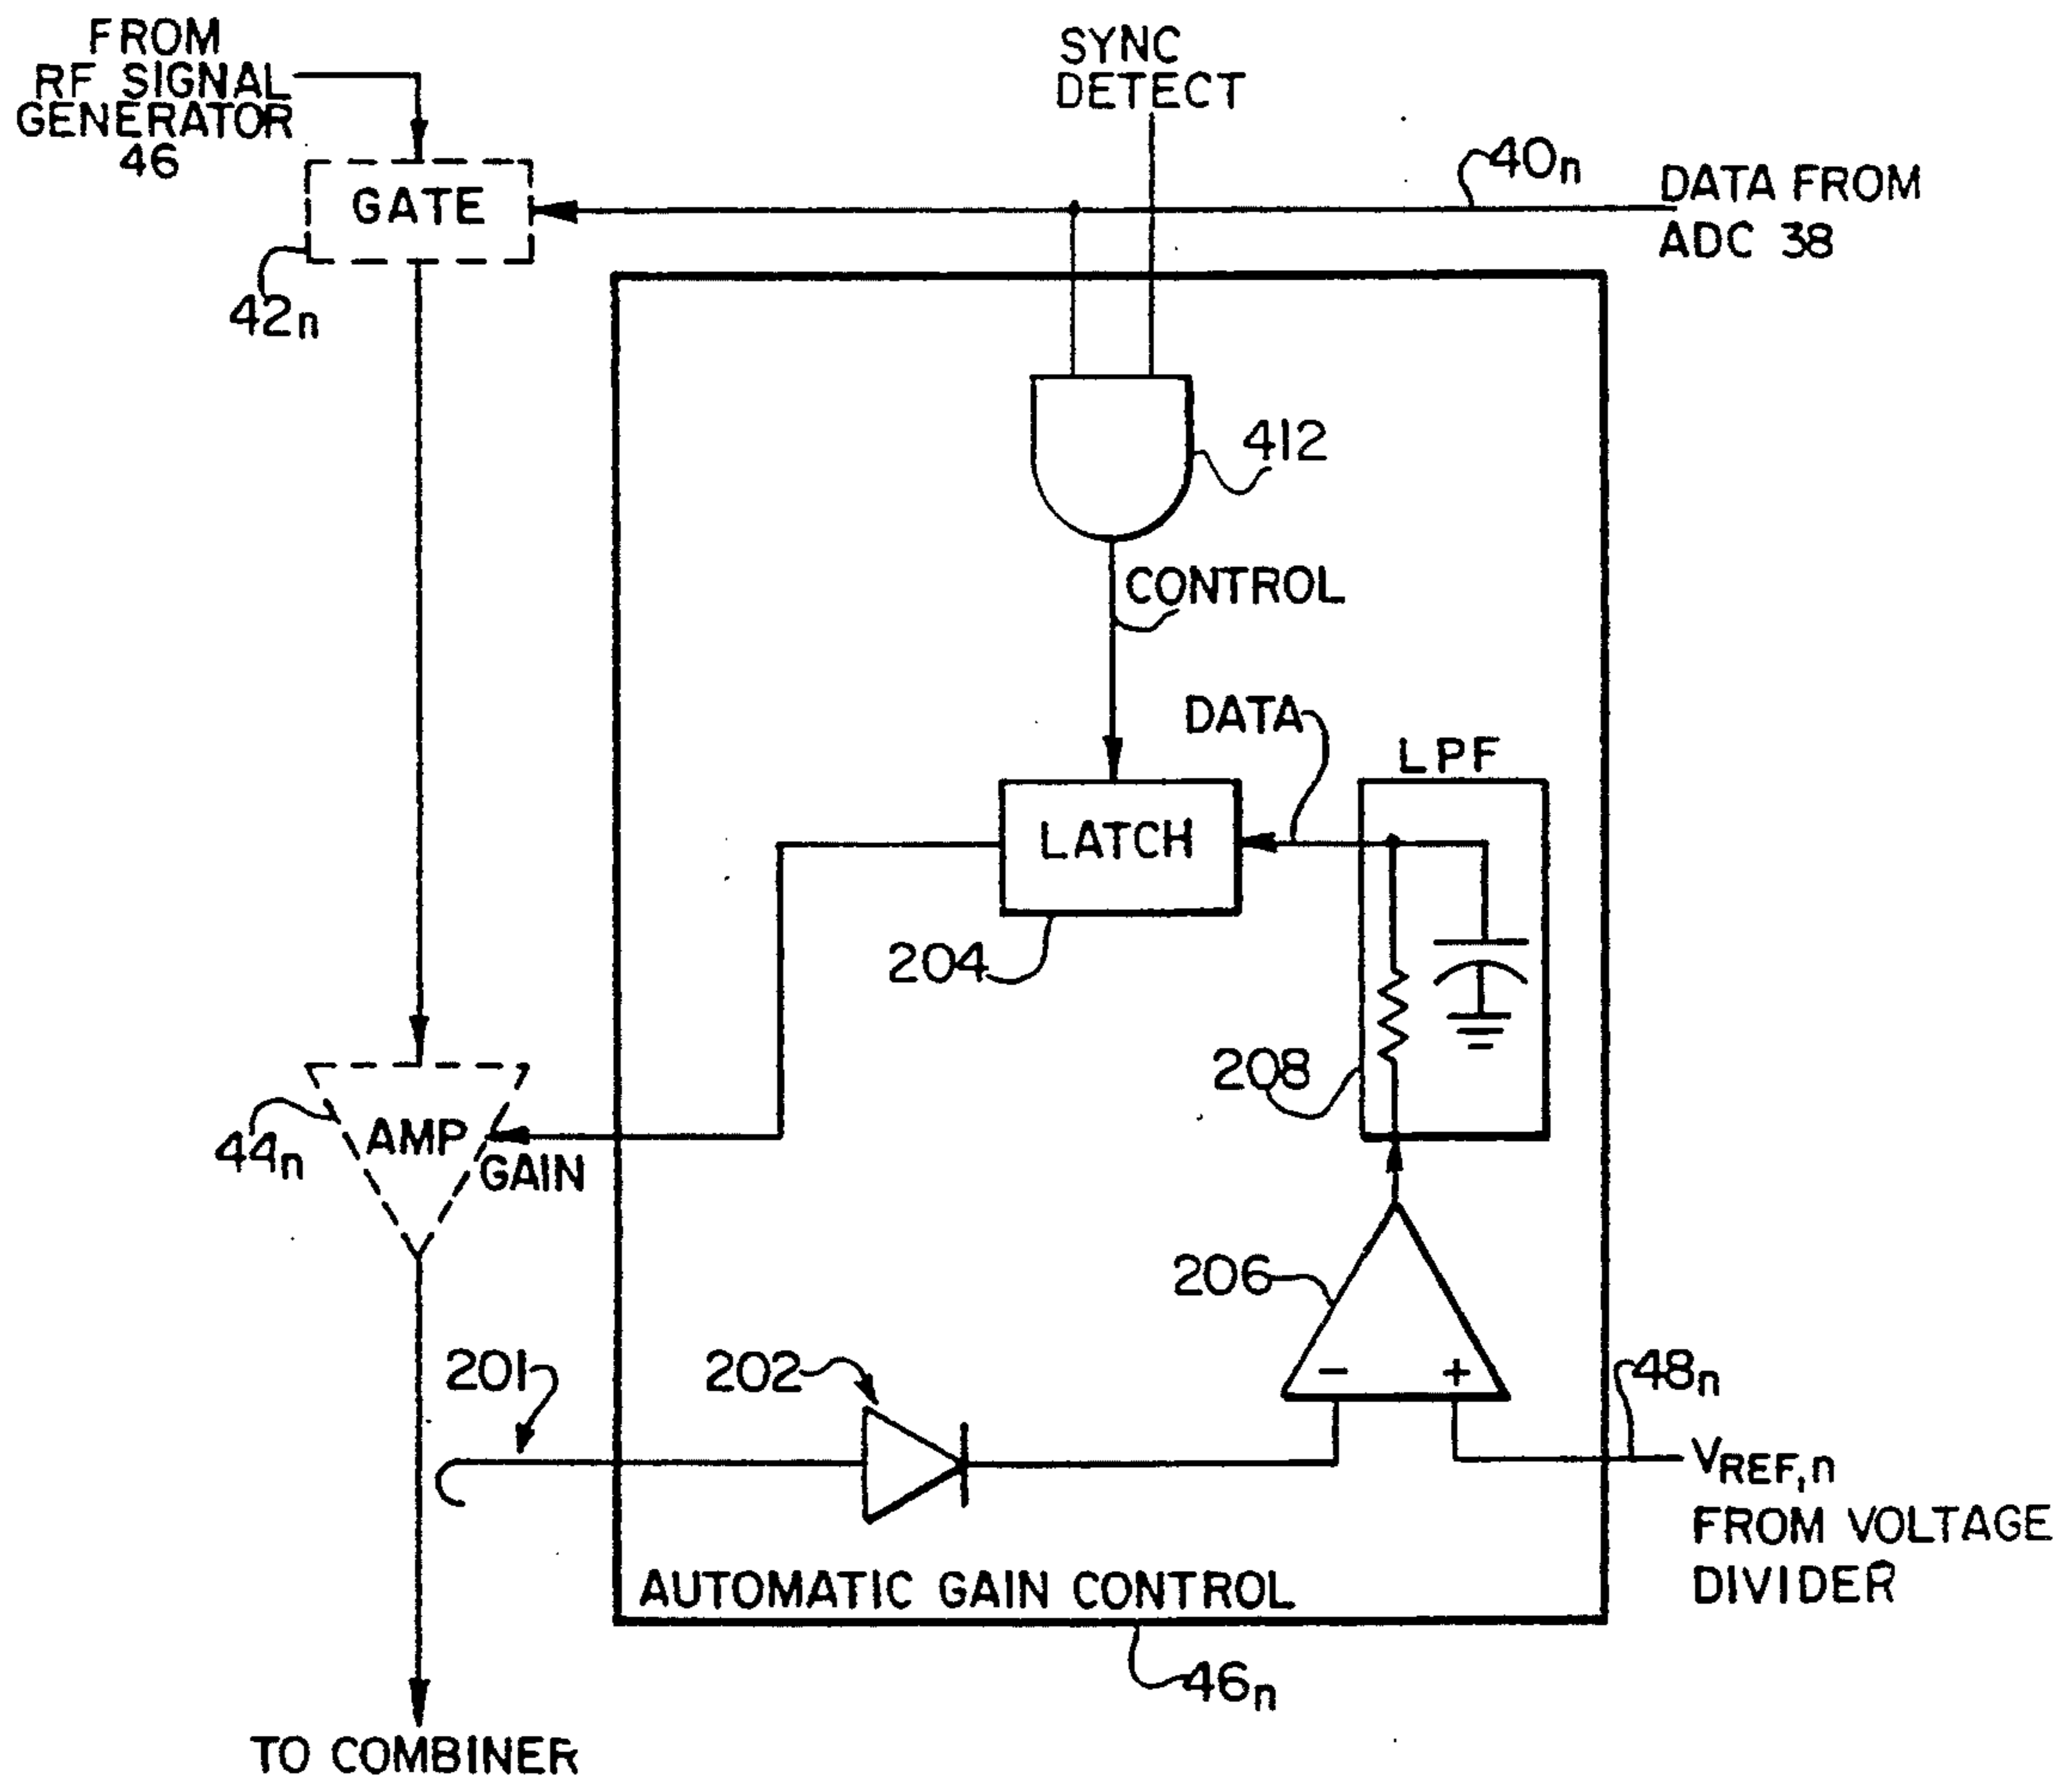 FROM
RF SIGNAL
GENERATOR
46
SYNC
DETECT
40n
DATA FROM
ADC 38
GATE
42n
412
CONTROL
DATA
LPF
LATCH
204
208
AMP
GAIN
44n
206
201
202
- +
48n
VREF,n
FROM VOLTAGE
DIVIDER
AUTOMATIC GAIN CONTROL
46n
TO COMBINER